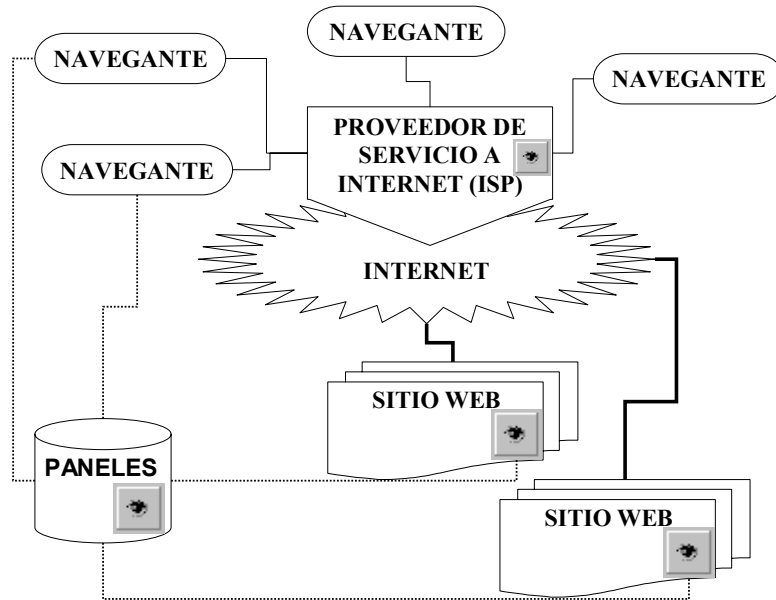 NAVEGANTE
NAVEGANTE
NAVEGANTE
NAVEGANTE
PROVEEDOR DE
SERVICIO A
INTERNET (ISP)
INTERNET
SITIO WEB
PANELES
SITIO WEB